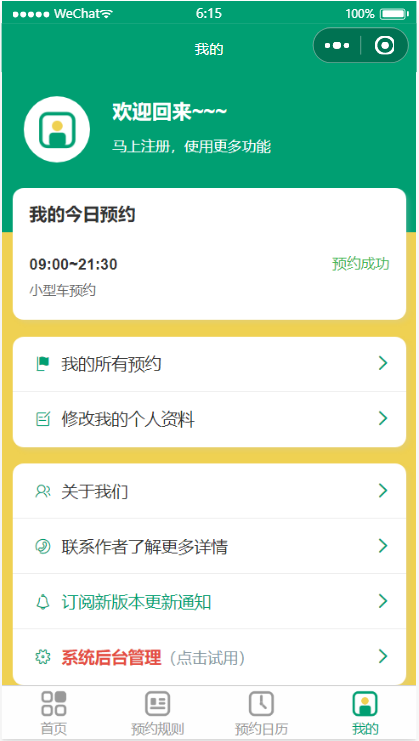 WeChat 6:15 100%
我的
欢迎回来~~~
马上注册，使用更多功能
我的今日预约
09:00~21:30 预约成功
小型车预约
我的所有预约
修改我的个人资料
关于我们
联系作者了解更多详情
订阅新版本更新通知
系统后台管理（点击试用）
首页 预约规则 预约日历 我的